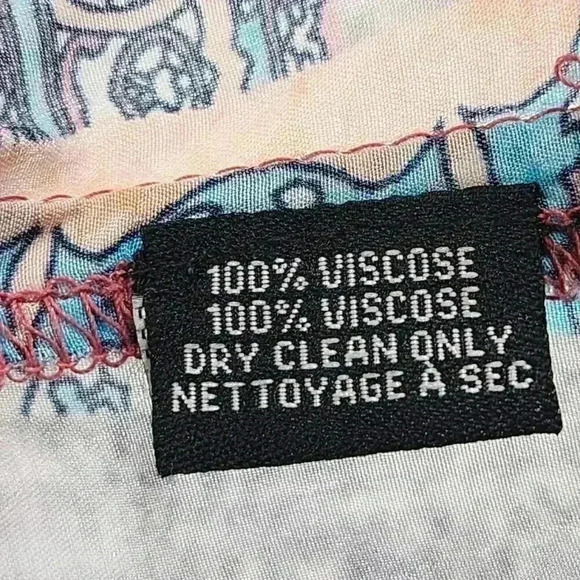 100% VISCOSE
100% VISCOSE
DRY CLEAN ONLY
NETTOYAGE À SEC